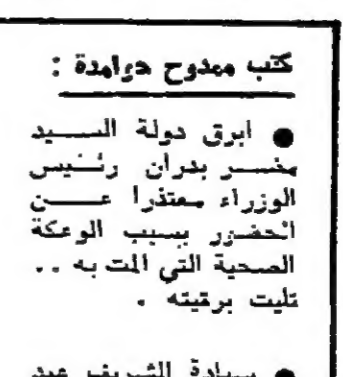 كتب ممدوح حوامدة :
● ابرق دولة السيد
مضر بدران رئيس
الوزراء معتذرا عن
الحضور بسبب الوعكة
الصحية التي المت به ..
تليت برقيته .
● سيادة الشريف عبد